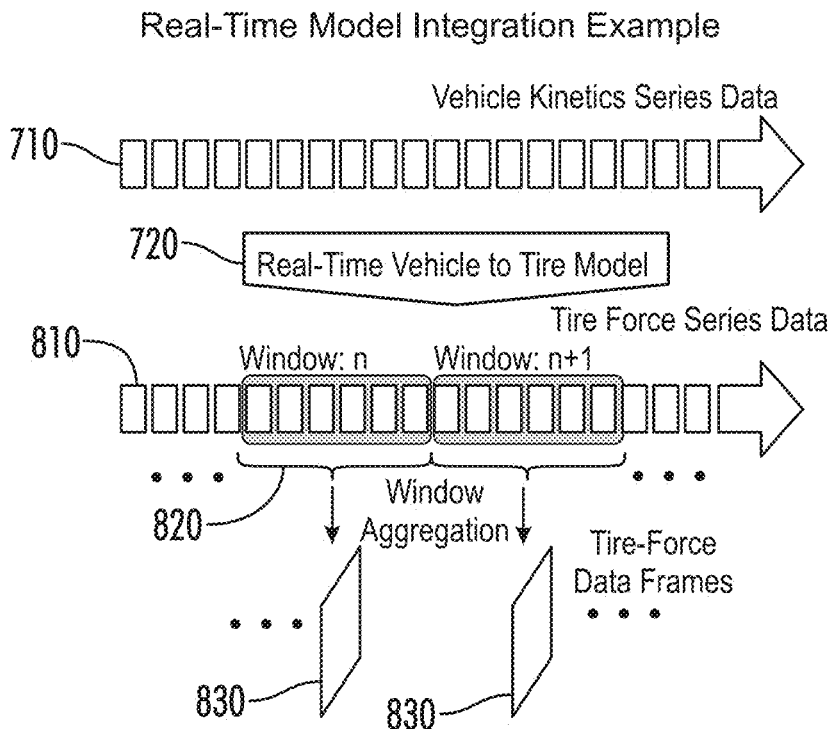 Real-Time Model Integration Example
Vehicle Kinetics Series Data
710
720
Real-Time Vehicle to Tire Model
Tire Force Series Data
810
Window: n
Window: n+1
820
Window
Aggregation
Tire-Force
Data Frames
830
830